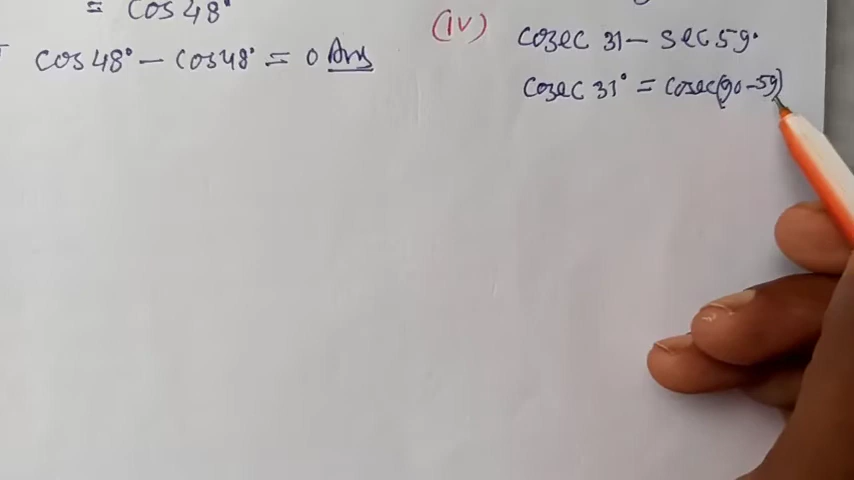 = cos 48°
cos 48° - cos 48° = 0 Ans
(iv) cosec 31 - sec 59°
cosec 31° = cosec(90-59)